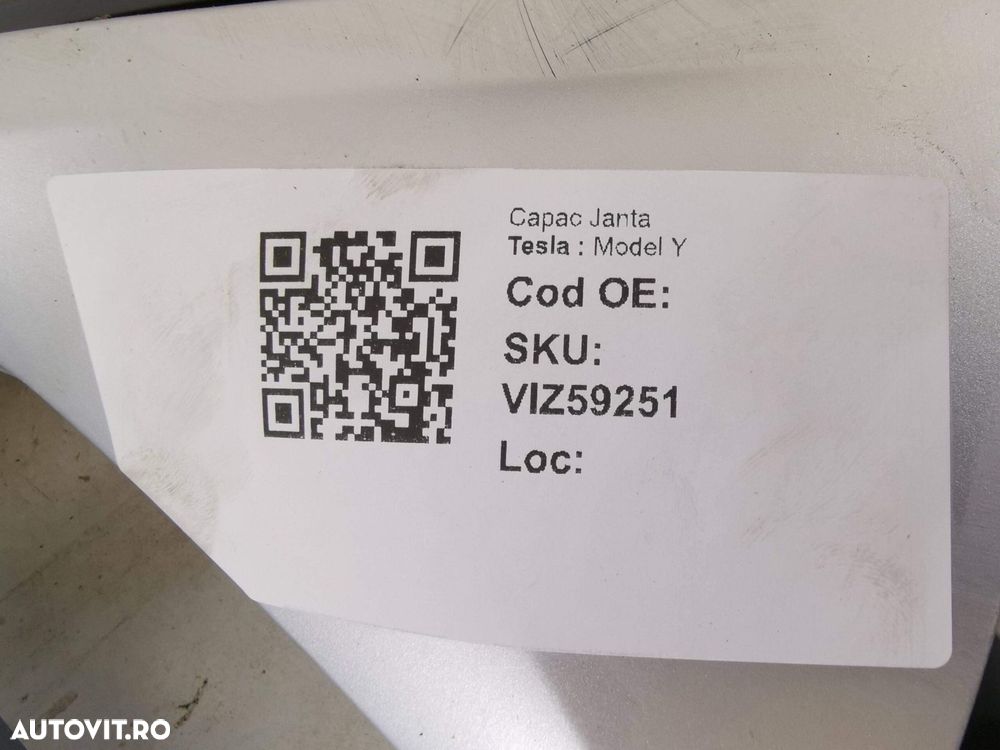 Capac Janta
Tesla : Model Y
Cod OE:
SKU:
VIZ59251
Loc:
AUTOVIT.RO